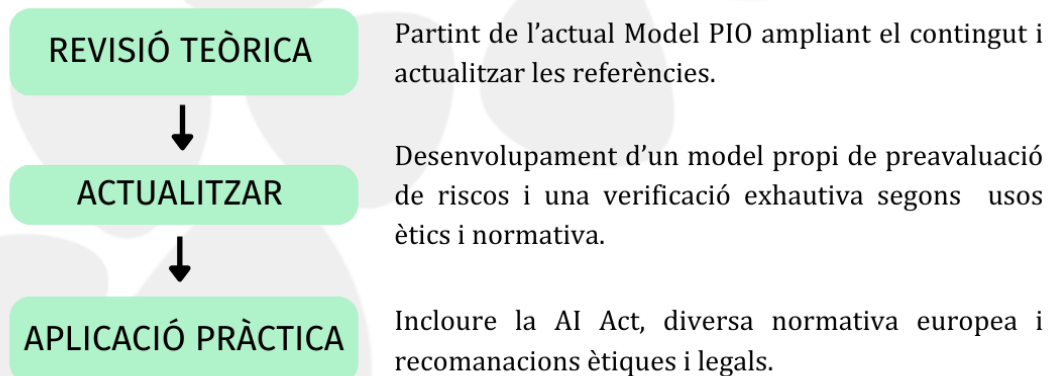 REVISIÓ TEÒRICA
Partint de l'actual Model PIO ampliant el contingut i
actualitzar les referències.
ACTUALITZAR
Desenvolupament d'un model propi de preavaluació
de riscos i una verificació exhautiva segons usos
ètics i normativa.
APLICACIÓ PRÀCTICA
Incloure la AI Act, diversa normativa europea i
recomanacions ètiques i legals.